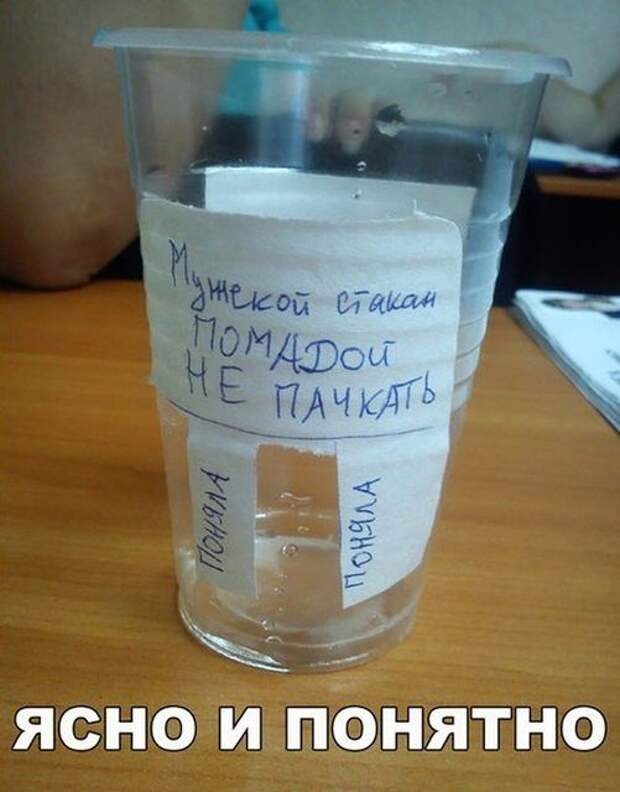 Мужской стакан
ПОМАДОй
НЕ ПАЧКАТЬ
ПОНЯЛА
ПОНЯЛА
ЯСНО И ПОНЯТНО